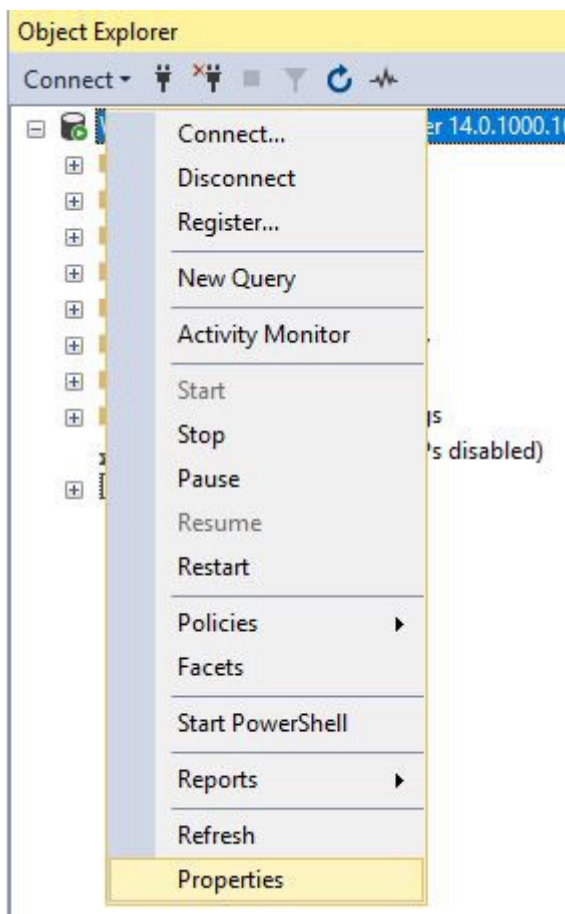 Object Explorer
Connect
er 14.0.1000.1
Connect...
Disconnect
Register...
New Query
Activity Monitor
Start
Stop
Pause
Resume
Restart
gs
's disabled)
Policies
Facets
Start PowerShell
Reports
Refresh
Properties